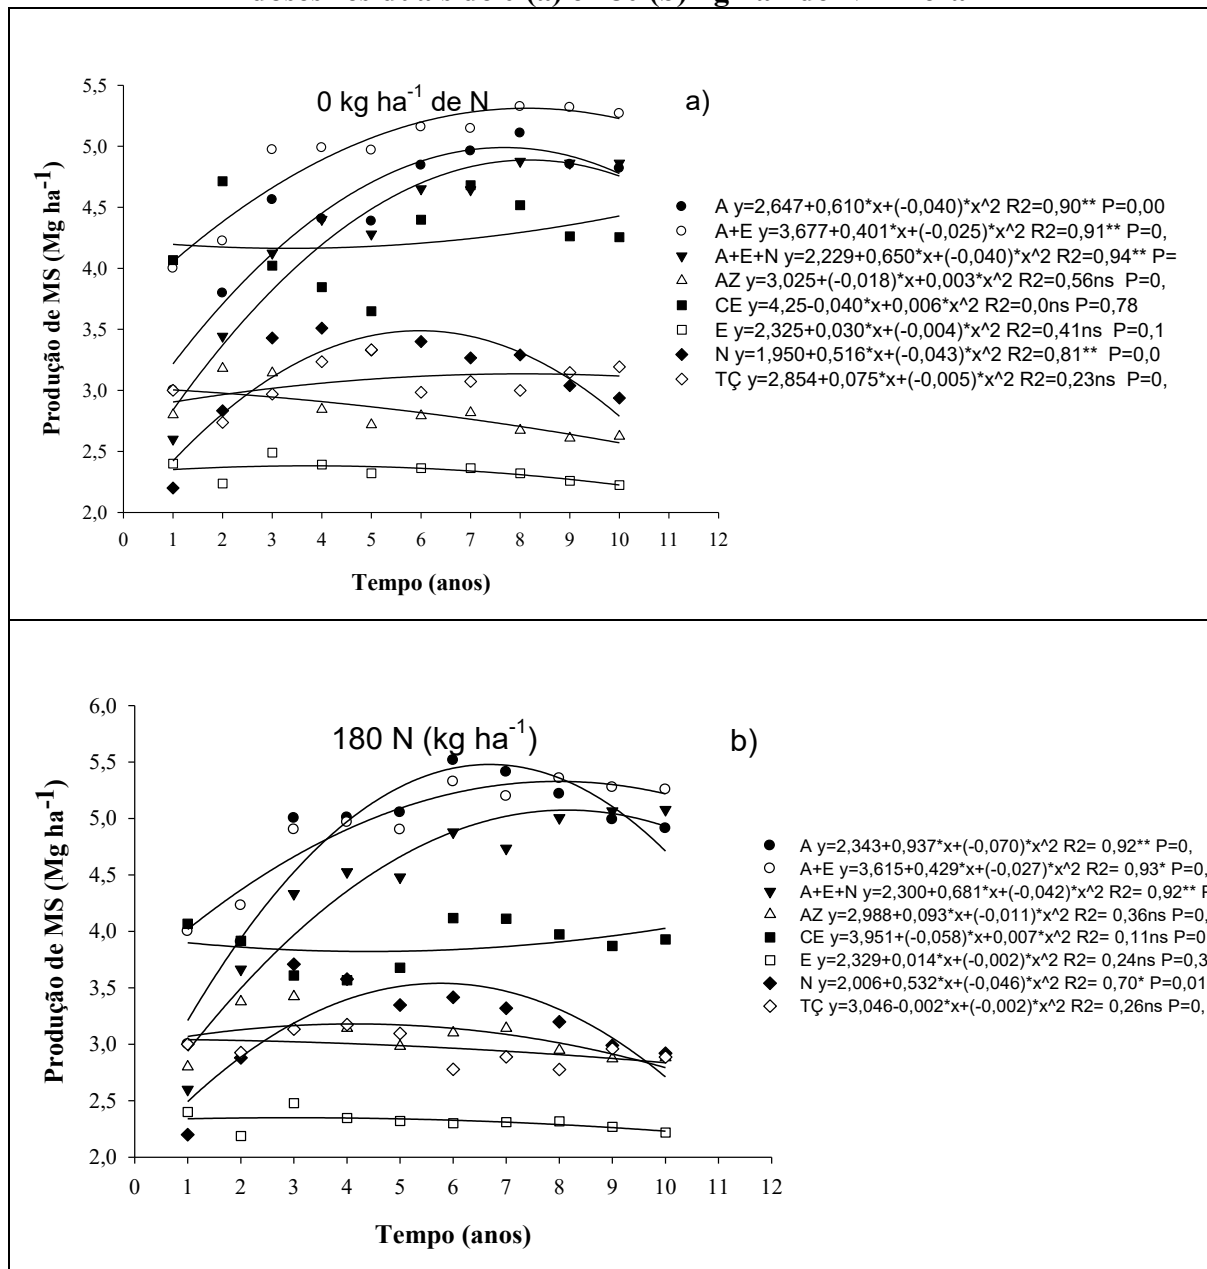 5,5
0 kg ha⁻¹ de N
a)
5,0
4,5
4,0
3,5
3,0
2,5
2,0
Produção de MS (Mg ha⁻¹)
A y=2,647+0,610*x+(-0,040)*x^2 R2=0,90** P=0,00
A+E y=3,677+0,401*x+(-0,025)*x^2 R2=0,91** P=0,
A+E+N y=2,229+0,650*x+(-0,040)*x^2 R2=0,94** P=
AZ y=3,025+(-0,018)*x+0,003*x^2 R2=0,56ns P=0,
CE y=4,25-0,040*x+0,006*x^2 R2=0,0ns P=0,78
E y=2,325+0,030*x+(-0,004)*x^2 R2=0,41ns P=0,1
N y=1,950+0,516*x+(-0,043)*x^2 R2=0,81** P=0,0
TÇ y=2,854+0,075*x+(-0,005)*x^2 R2=0,23ns P=0,
0 1 2 3 4 5 6 7 8 9 10 11 12
Tempo (anos)
6,0
180 N (kg ha⁻¹)
b)
5,5
5,0
4,5
4,0
3,5
3,0
2,5
2,0
Produção de MS (Mg ha⁻¹)
A y=2,343+0,937*x+(-0,070)*x^2 R2= 0,92** P=0,
A+E y=3,615+0,429*x+(-0,027)*x^2 R2= 0,93* P=0,
A+E+N y=2,300+0,681*x+(-0,042)*x^2 R2= 0,92** P
AZ y=2,988+0,093*x+(-0,011)*x^2 R2= 0,36ns P=0,
CE y=3,951+(-0,058)*x+0,007*x^2 R2= 0,11ns P=0
E y=2,329+0,014*x+(-0,002)*x^2 R2= 0,24ns P=0,3
N y=2,006+0,532*x+(-0,046)*x^2 R2= 0,70* P=0,01
TÇ y=3,046-0,002*x+(-0,002)*x^2 R2= 0,26ns P=0,
0 1 2 3 4 5 6 7 8 9 10 11 12
Tempo (anos)